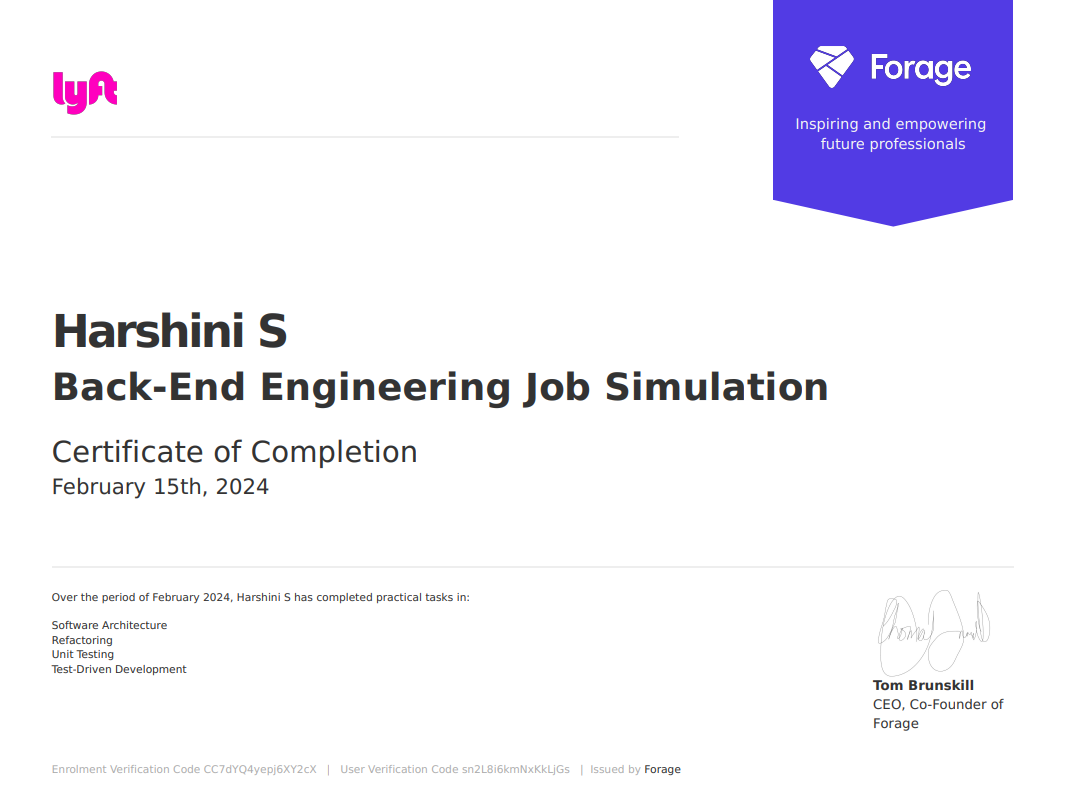 lyft
Forage
Inspiring and empowering
future professionals
Harshini S
Back-End Engineering Job Simulation
Certificate of Completion
February 15th, 2024
Over the period of February 2024, Harshini S has completed practical tasks in:
Software Architecture
Refactoring
Unit Testing
Test-Driven Development
Tom Brunskill
CEO, Co-Founder of
Forage
Enrolment Verification Code CC7dYQ4yepj6XY2cX | User Verification Code sn2L8i6kmNxKkLjGs | Issued by Forage